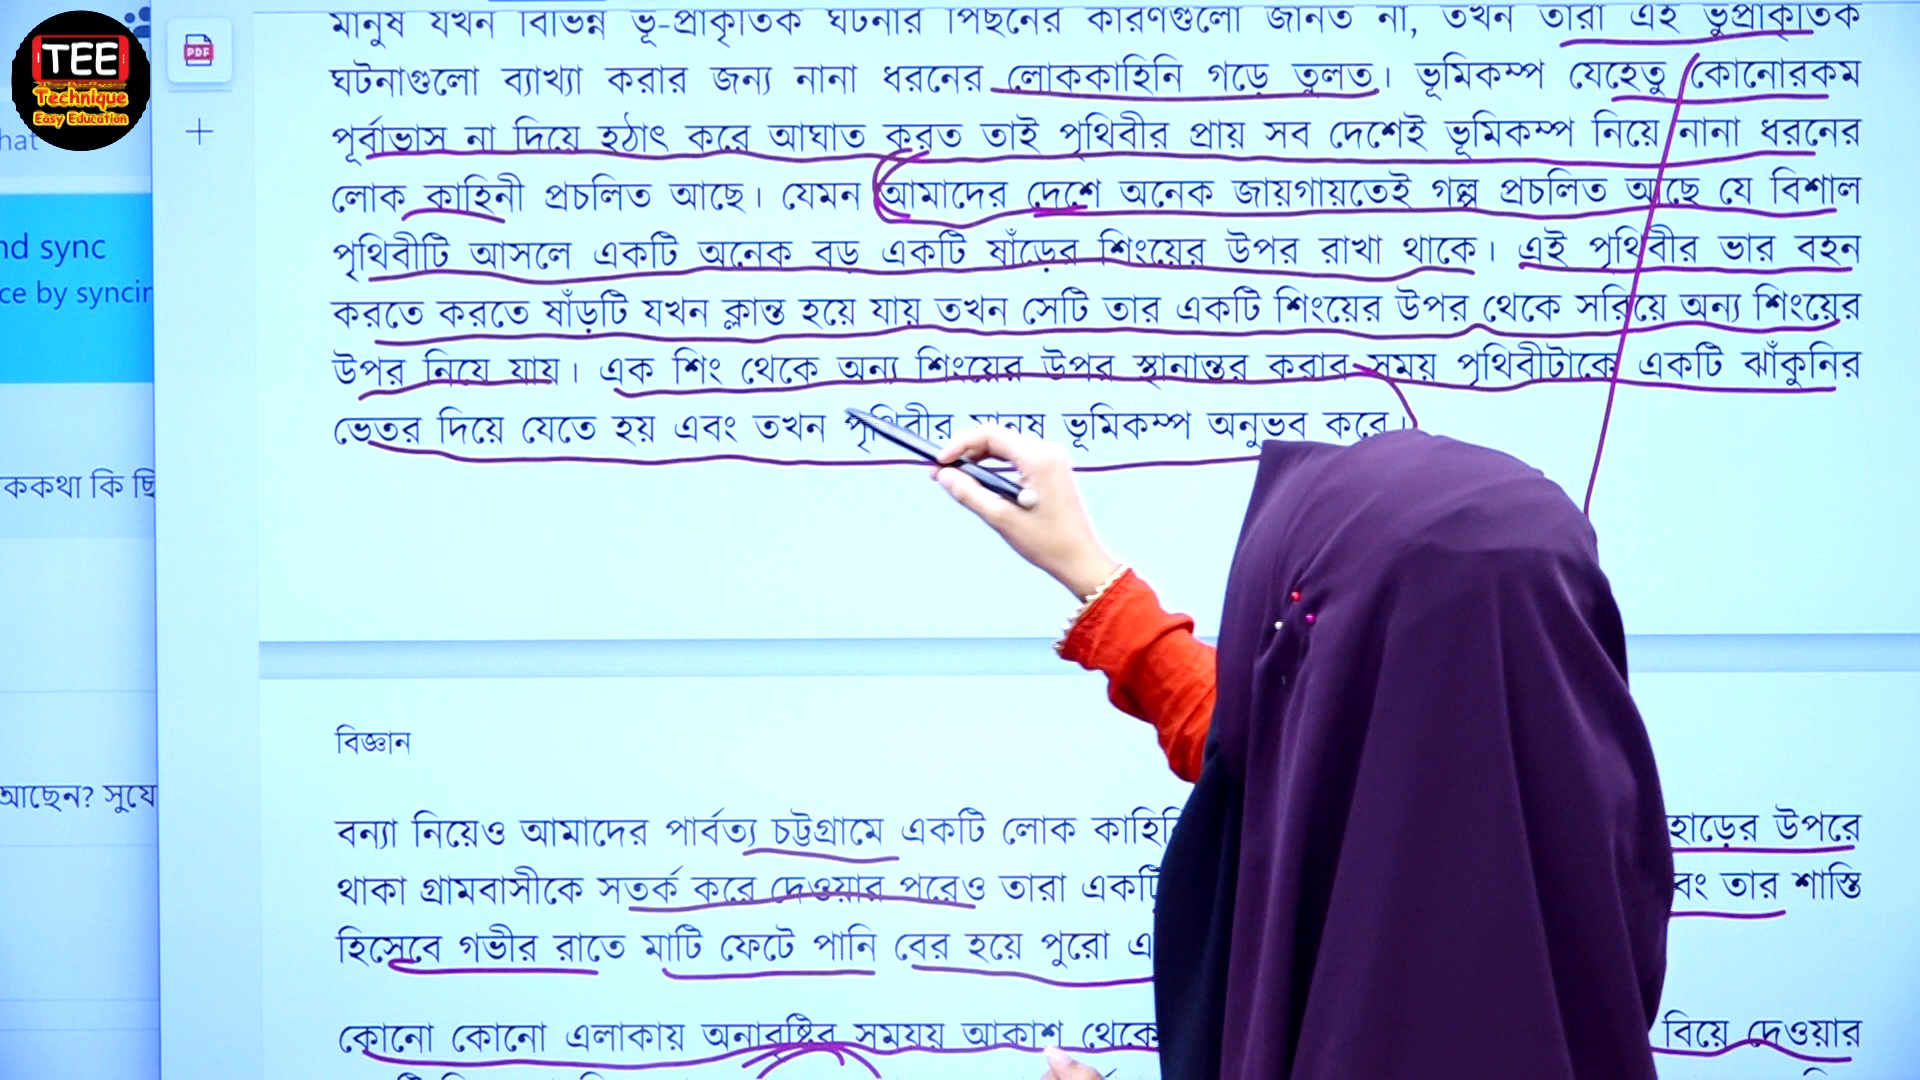 TEE
Technique
Easy Education
PDF
hat
nd sync
ce by syncin
ককথা কি ছি
আছেন? সুযে
মানুষ যখন বিভিন্ন ভূ-প্রাকৃতিক ঘটনার পিছনের কারণগুলো জানত না, তখন তারা এই ভূপ্রাকৃতিক
ঘটনাগুলো ব্যাখ্যা করার জন্য নানা ধরনের লোককাহিনি গড়ে তুলত। ভূমিকম্প যেহেতু কোনোরকম
পূর্বাভাস না দিয়ে হঠাৎ করে আঘাত করত তাই পৃথিবীর প্রায় সব দেশেই ভূমিকম্প নিয়ে নানা ধরনের
লোক কাহিনী প্রচলিত আছে। যেমন আমাদের দেশে অনেক জায়গায়তেই গল্প প্রচলিত আছে যে বিশাল
পৃথিবীটি আসলে একটি অনেক বড় একটি ষাঁড়ের শিংয়ের উপর রাখা থাকে। এই পৃথিবীর ভার বহন
করতে করতে ষাঁড়টি যখন ক্লান্ত হয়ে যায় তখন সেটি তার একটি শিংয়ের উপর থেকে সরিয়ে অন্য শিংয়ের
উপর নিয়ে যায়। এক শিং থেকে অন্য শিংয়ের উপর স্থানান্তর করার সময় পৃথিবীটাকে একটি ঝাঁকুনির
ভেতর দিয়ে যেতে হয় এবং তখন পৃথিবীর মানুষ ভূমিকম্প অনুভব করে।
বিজ্ঞান
বন্যা নিয়েও আমাদের পার্বত্য চট্টগ্রামে একটি লোক হাড়ের উপরে
থাকা গ্রামবাসীকে সতর্ক করে দেওয়ার পরেও তারা একটি বং তার শাস্তি
হিসেবে গভীর রাতে মাটি ফেটে পানি বের হয়ে পুরো এ
কোনো কোনো এলাকায় অনাবৃষ্টির সময়য় আকাশ থেকে বিয়ে দেওয়ার